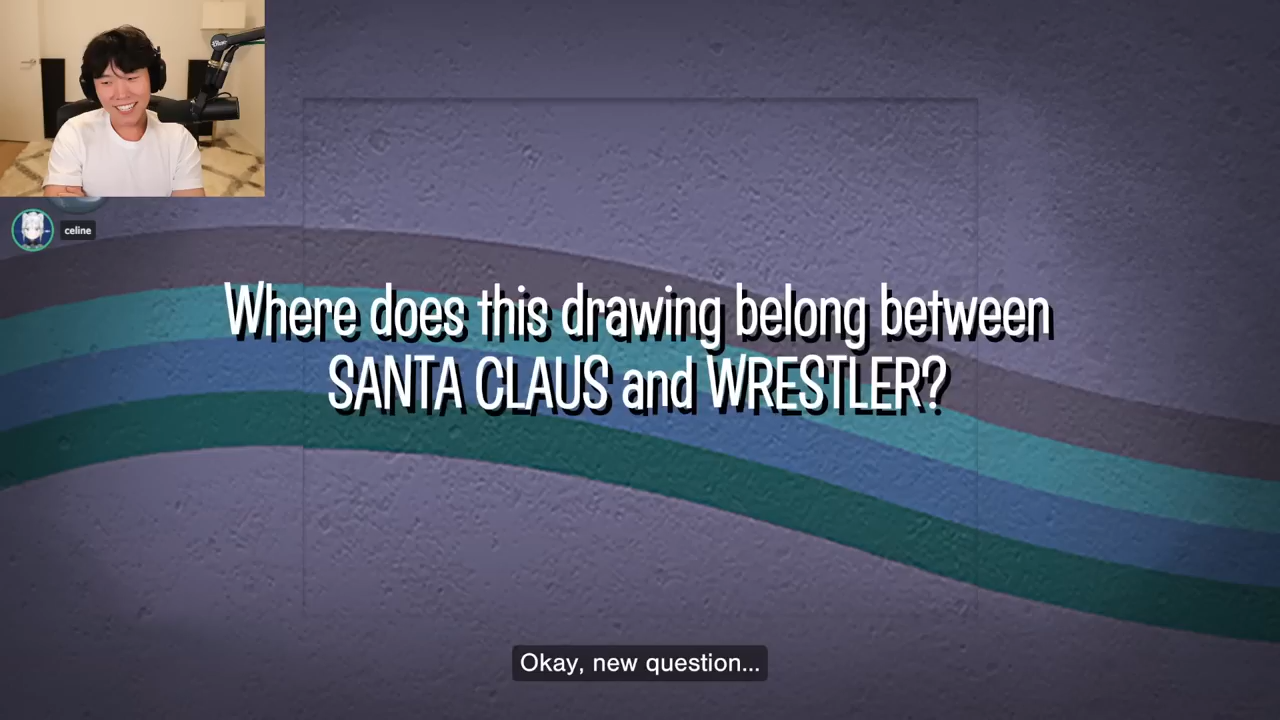 celine
Where does this drawing belong between
SANTA CLAUS and WRESTLER?
Okay, new question...